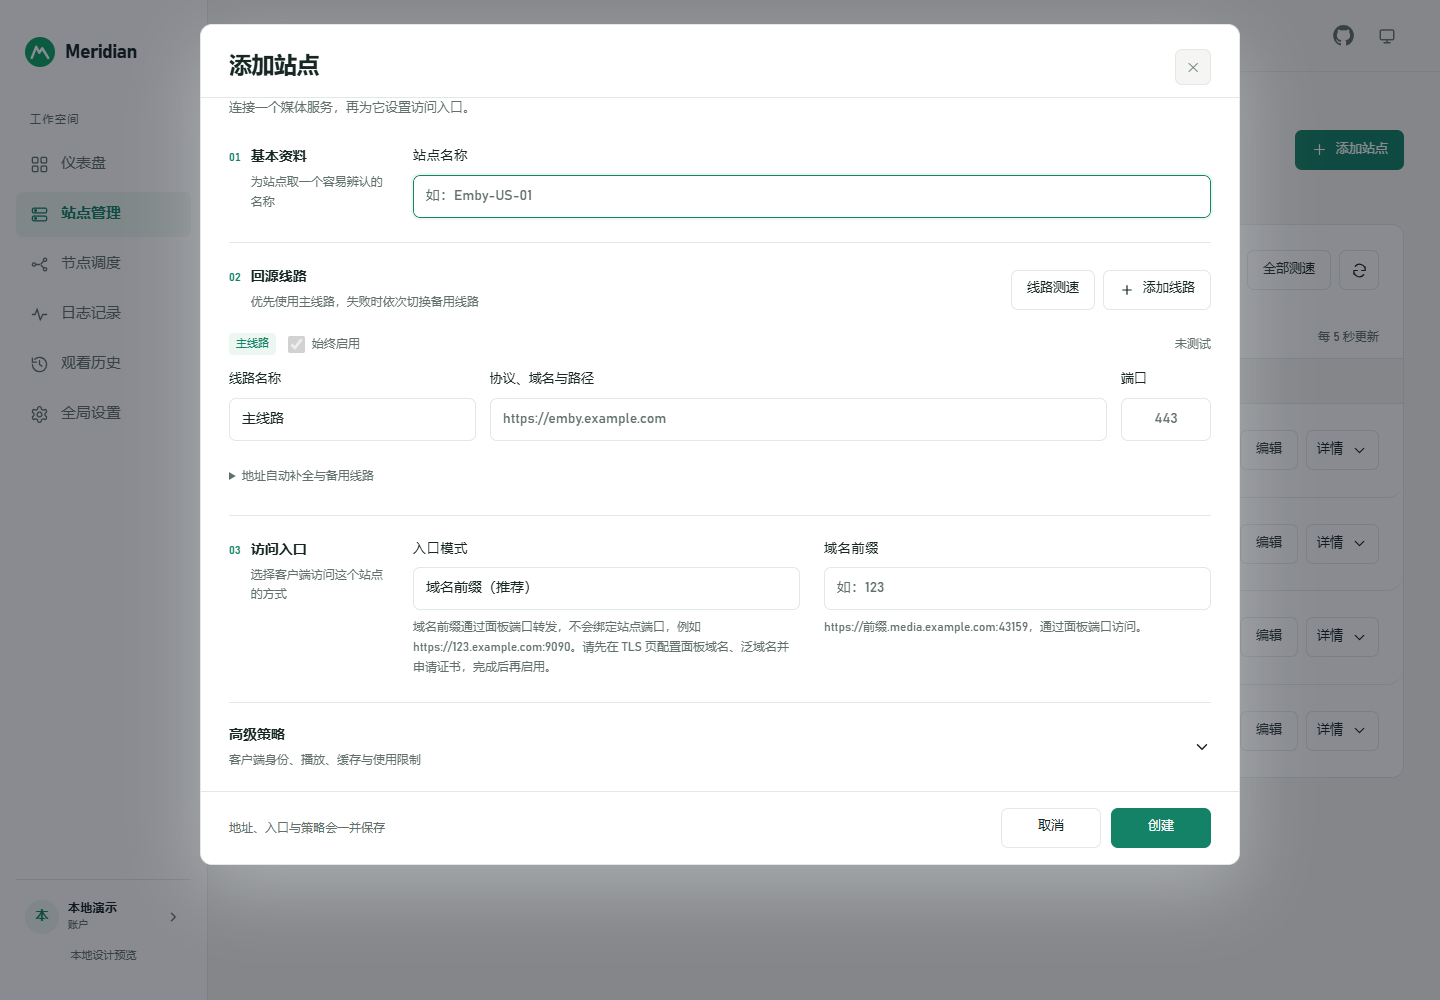 Meridian
工作空间
仪表盘
站点管理
节点调度
日志记录
观看历史
全局设置
本
本地演示
账户
本地设计预览
添加站点
全部测速
每 5 秒更新
编辑
详情
编辑
详情
编辑
详情
编辑
详情
添加站点
连接一个媒体服务，再为它设置访问入口。
01 基本资料
为站点取一个容易辨认的
名称
站点名称
如：Emby-US-01
02 回源线路
优先使用主线路，失败时依次切换备用线路
线路测速
添加线路
主线路
始终启用
未测试
线路名称
协议、域名与路径
端口
主线路
https://emby.example.com
443
地址自动补全与备用线路
03 访问入口
选择客户端访问这个站点
的方式
入口模式
域名前缀（推荐）
域名前缀通过面板端口转发，不会绑定站点端口，例如
https://123.example.com:9090。请先在 TLS 页配置面板域名、泛域名并
申请证书，完成后再启用。
域名前缀
如：123
https://前缀.media.example.com:43159，通过面板端口访问。
高级策略
客户端身份、播放、缓存与使用限制
地址、入口与策略会一并保存
取消
创建